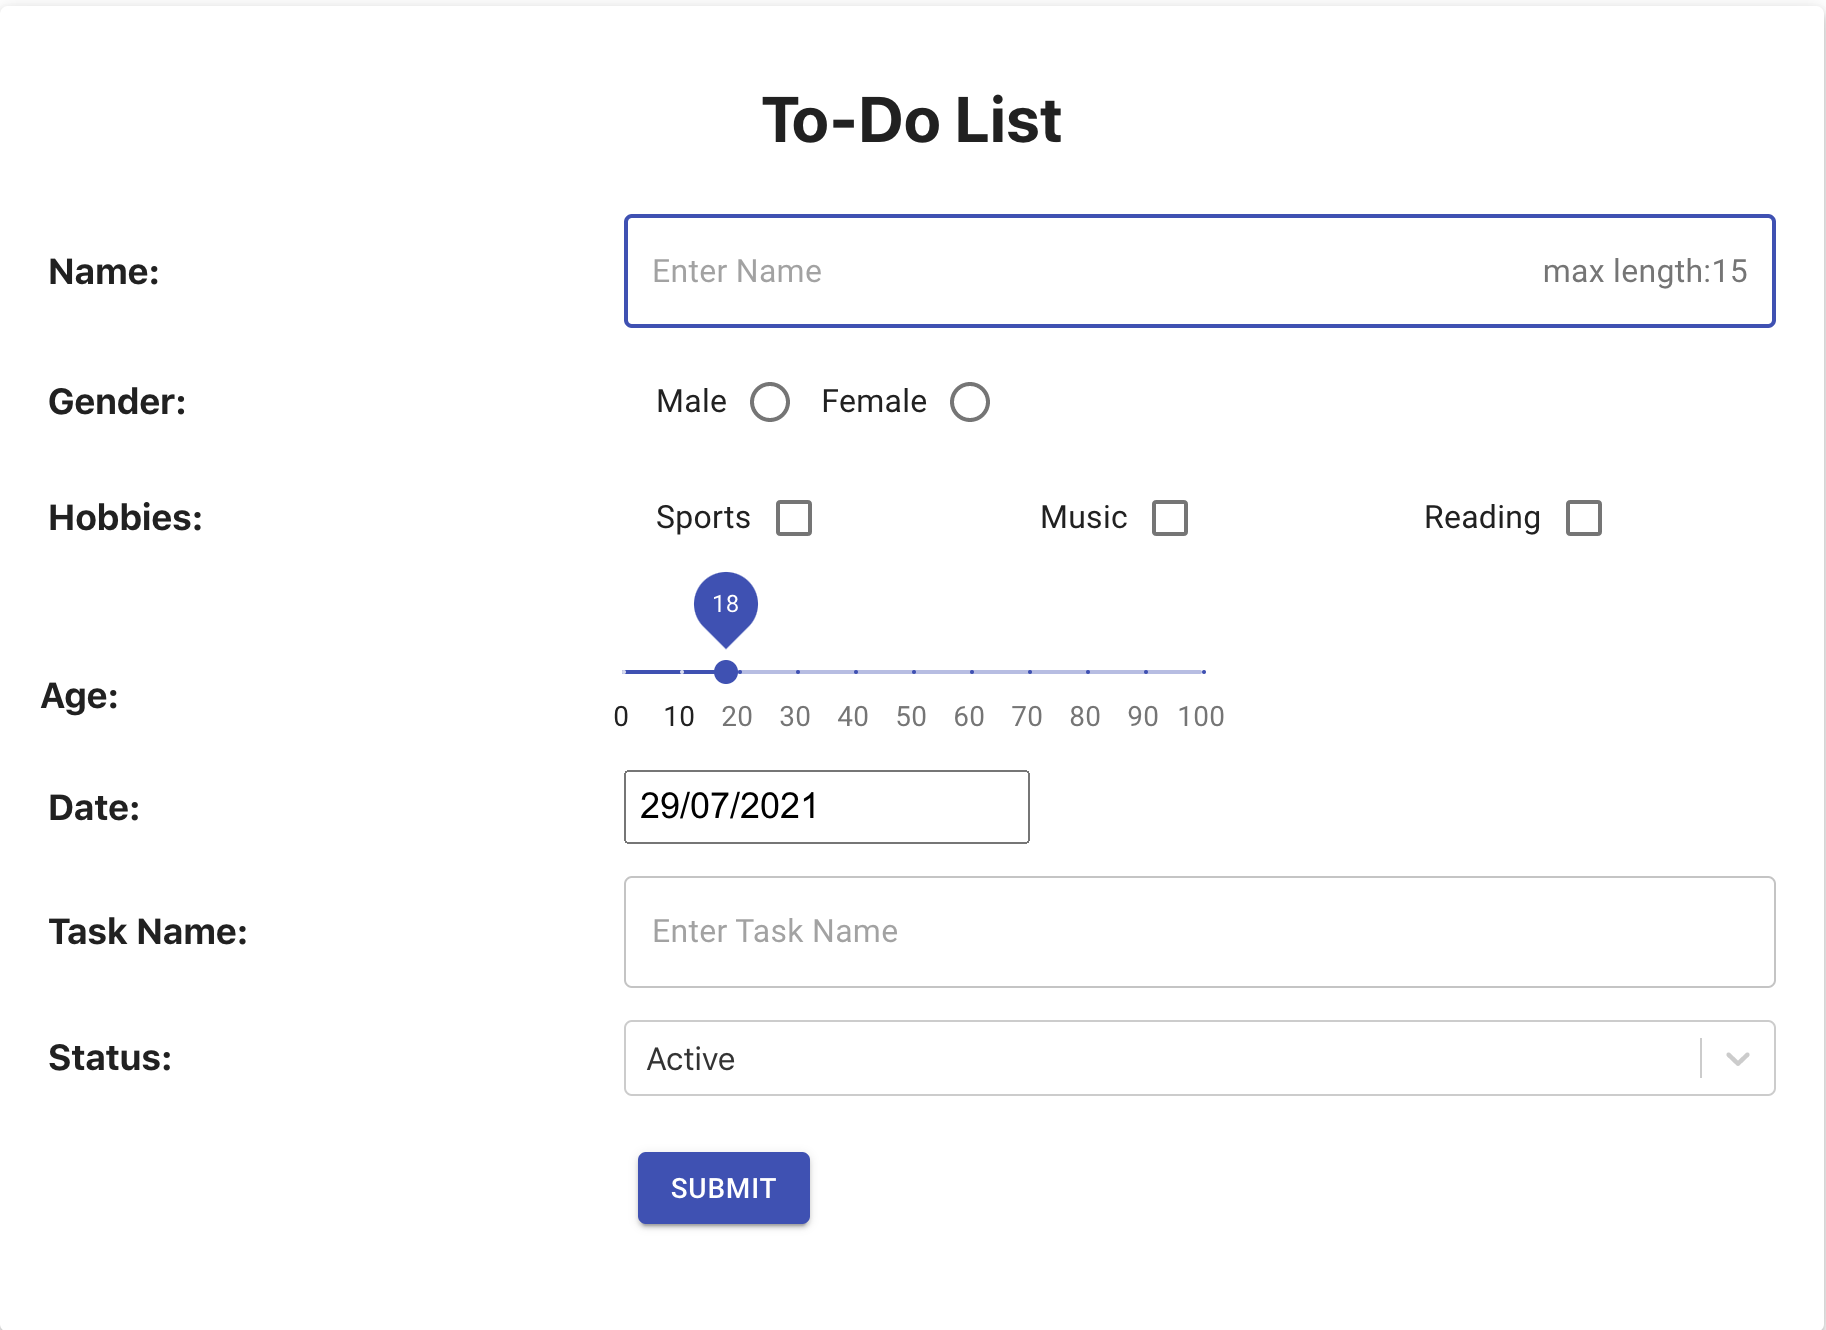 To-Do List
Name: Enter Name max length:15
Gender: Male Female
Hobbies: Sports Music Reading
18
Age:
0 10 20 30 40 50 60 70 80 90 100
Date: 29/07/2021
Task Name: Enter Task Name
Status: Active
SUBMIT